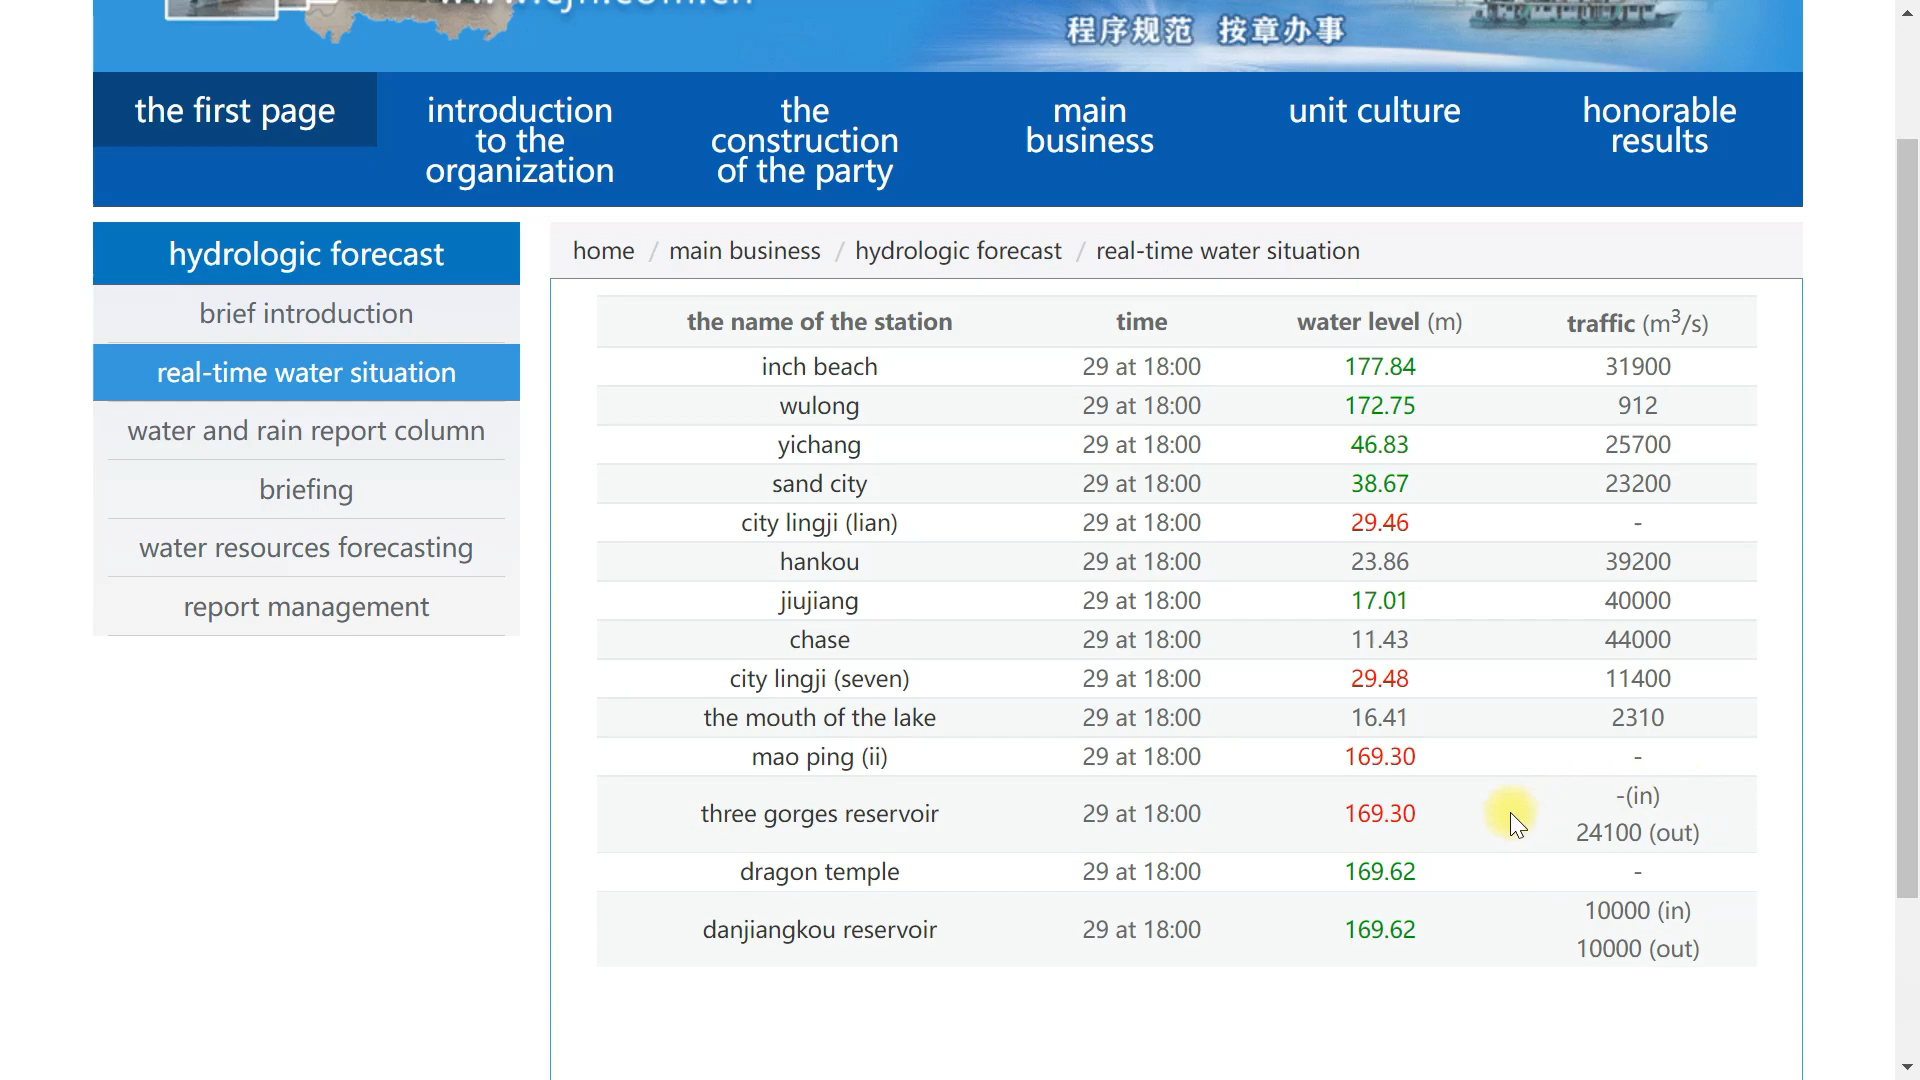 程序规范 按章办事
the first page
introduction
to the
organization
the
construction
of the party
main
business
unit culture
honorable
results
hydrologic forecast
brief introduction
real-time water situation
water and rain report column
briefing
water resources forecasting
report management
home / main business / hydrologic forecast / real-time water situation
the name of the station time water level (m) traffic (m³/s)
inch beach 29 at 18:00 177.84 31900
wulong 29 at 18:00 172.75 912
yichang 29 at 18:00 46.83 25700
sand city 29 at 18:00 38.67 23200
city lingji (lian) 29 at 18:00 29.46 -
hankou 29 at 18:00 23.86 39200
jiujiang 29 at 18:00 17.01 40000
chase 29 at 18:00 11.43 44000
city lingji (seven) 29 at 18:00 29.48 11400
the mouth of the lake 29 at 18:00 16.41 2310
mao ping (ii) 29 at 18:00 169.30 -
three gorges reservoir 29 at 18:00 169.30 -(in)
24100 (out)
dragon temple 29 at 18:00 169.62 -
danjiangkou reservoir 29 at 18:00 169.62 10000 (in)
10000 (out)